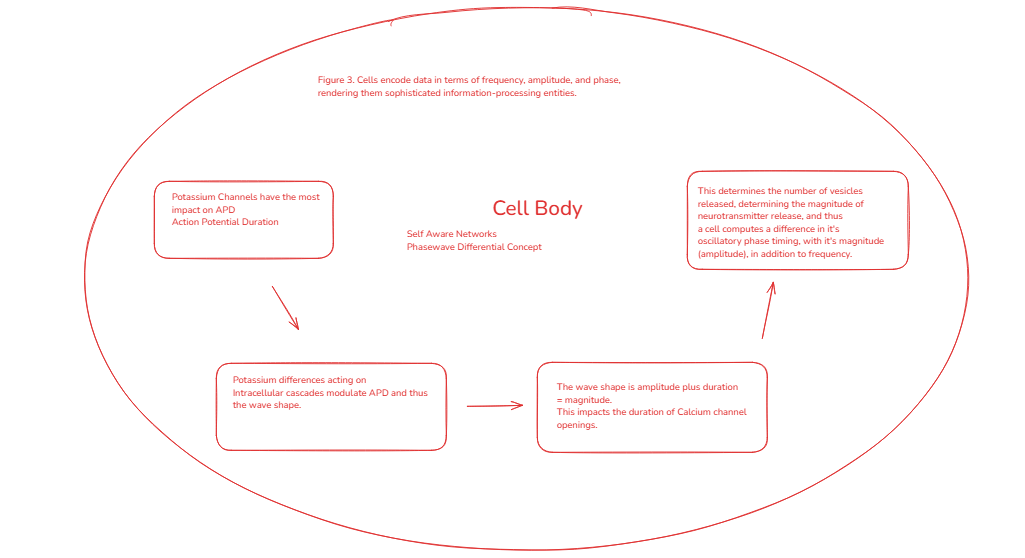 Figure 3. Cells encode data in terms of frequency, amplitude, and phase,
rendering them sophisticated information-processing entities.
Potassium Channels have the most
impact on APD
Action Potential Duration
Cell Body
Self Aware Networks
Phasewave Differential Concept
This determines the number of vesicles
released, determining the magnitude of
neurotransmitter release, and thus
a cell computes a difference in it's
oscillatory phase timing, with it's magnitude
(amplitude), in addition to frequency.
Potassium differences acting on
Intracellular cascades modulate APD and thus
the wave shape.
The wave shape is amplitude plus duration
= magnitude.
This impacts the duration of Calcium channel
openings.